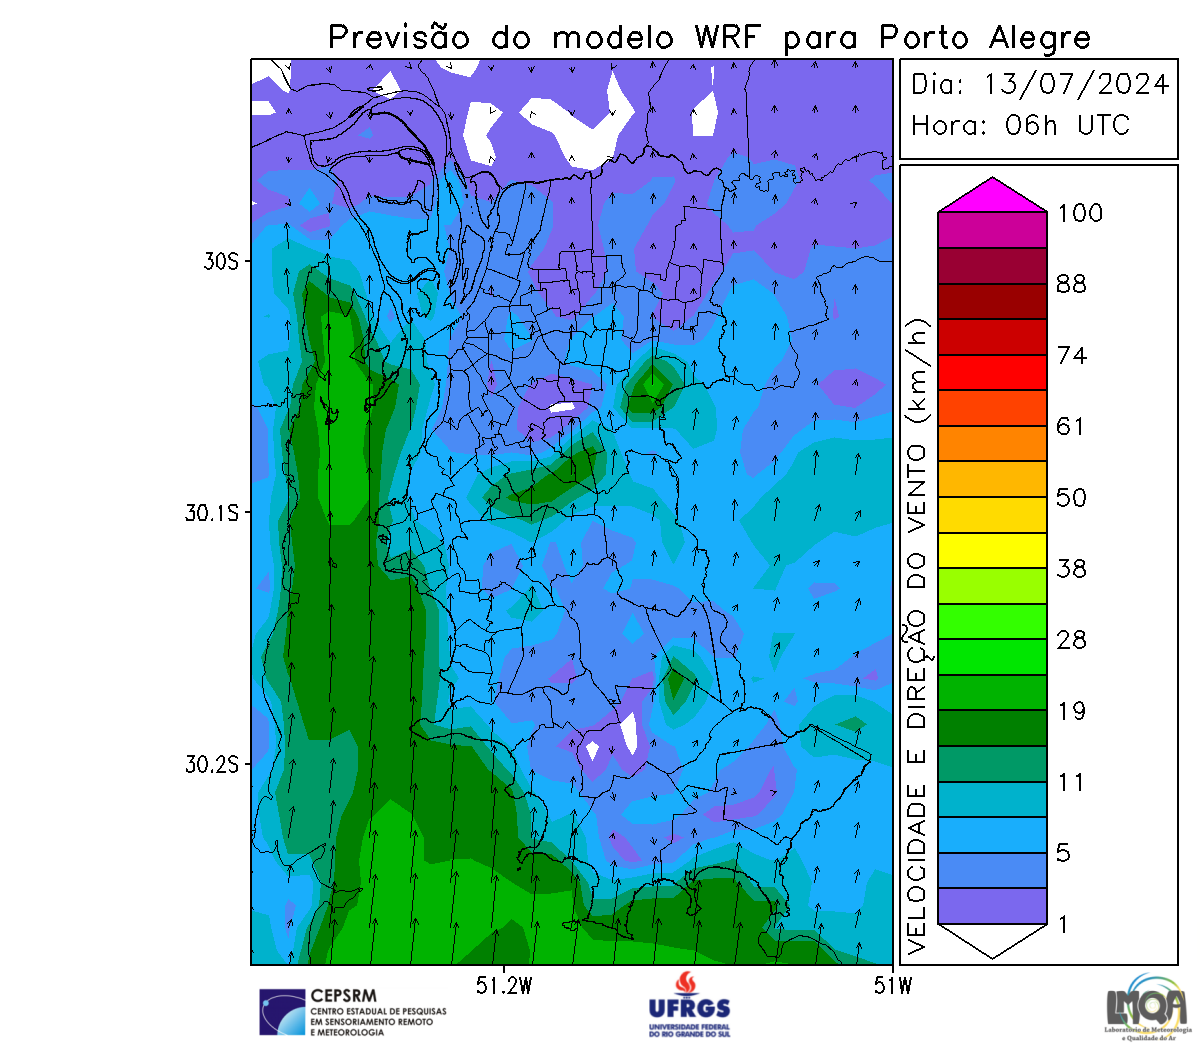 Previsão do modelo WRF para Porto Alegre
Dia: 13/07/2024
Hora: 06h UTC
30S
30.1S
30.2S
51.2W
51W
VELOCIDADE E DIREÇÃO DO VENTO (km/h)
100
88
74
61
50
38
28
19
11
5
1
CEPSRM
CENTRO ESTADUAL DE PESQUISAS
EM SENSORIAMENTO REMOTO
E METEOROLOGIA
UFRGS
UNIVERSIDADE FEDERAL
DO RIO GRANDE DO SUL
LMQA
Laboratório de Meteorologia
e Qualidade do Ar